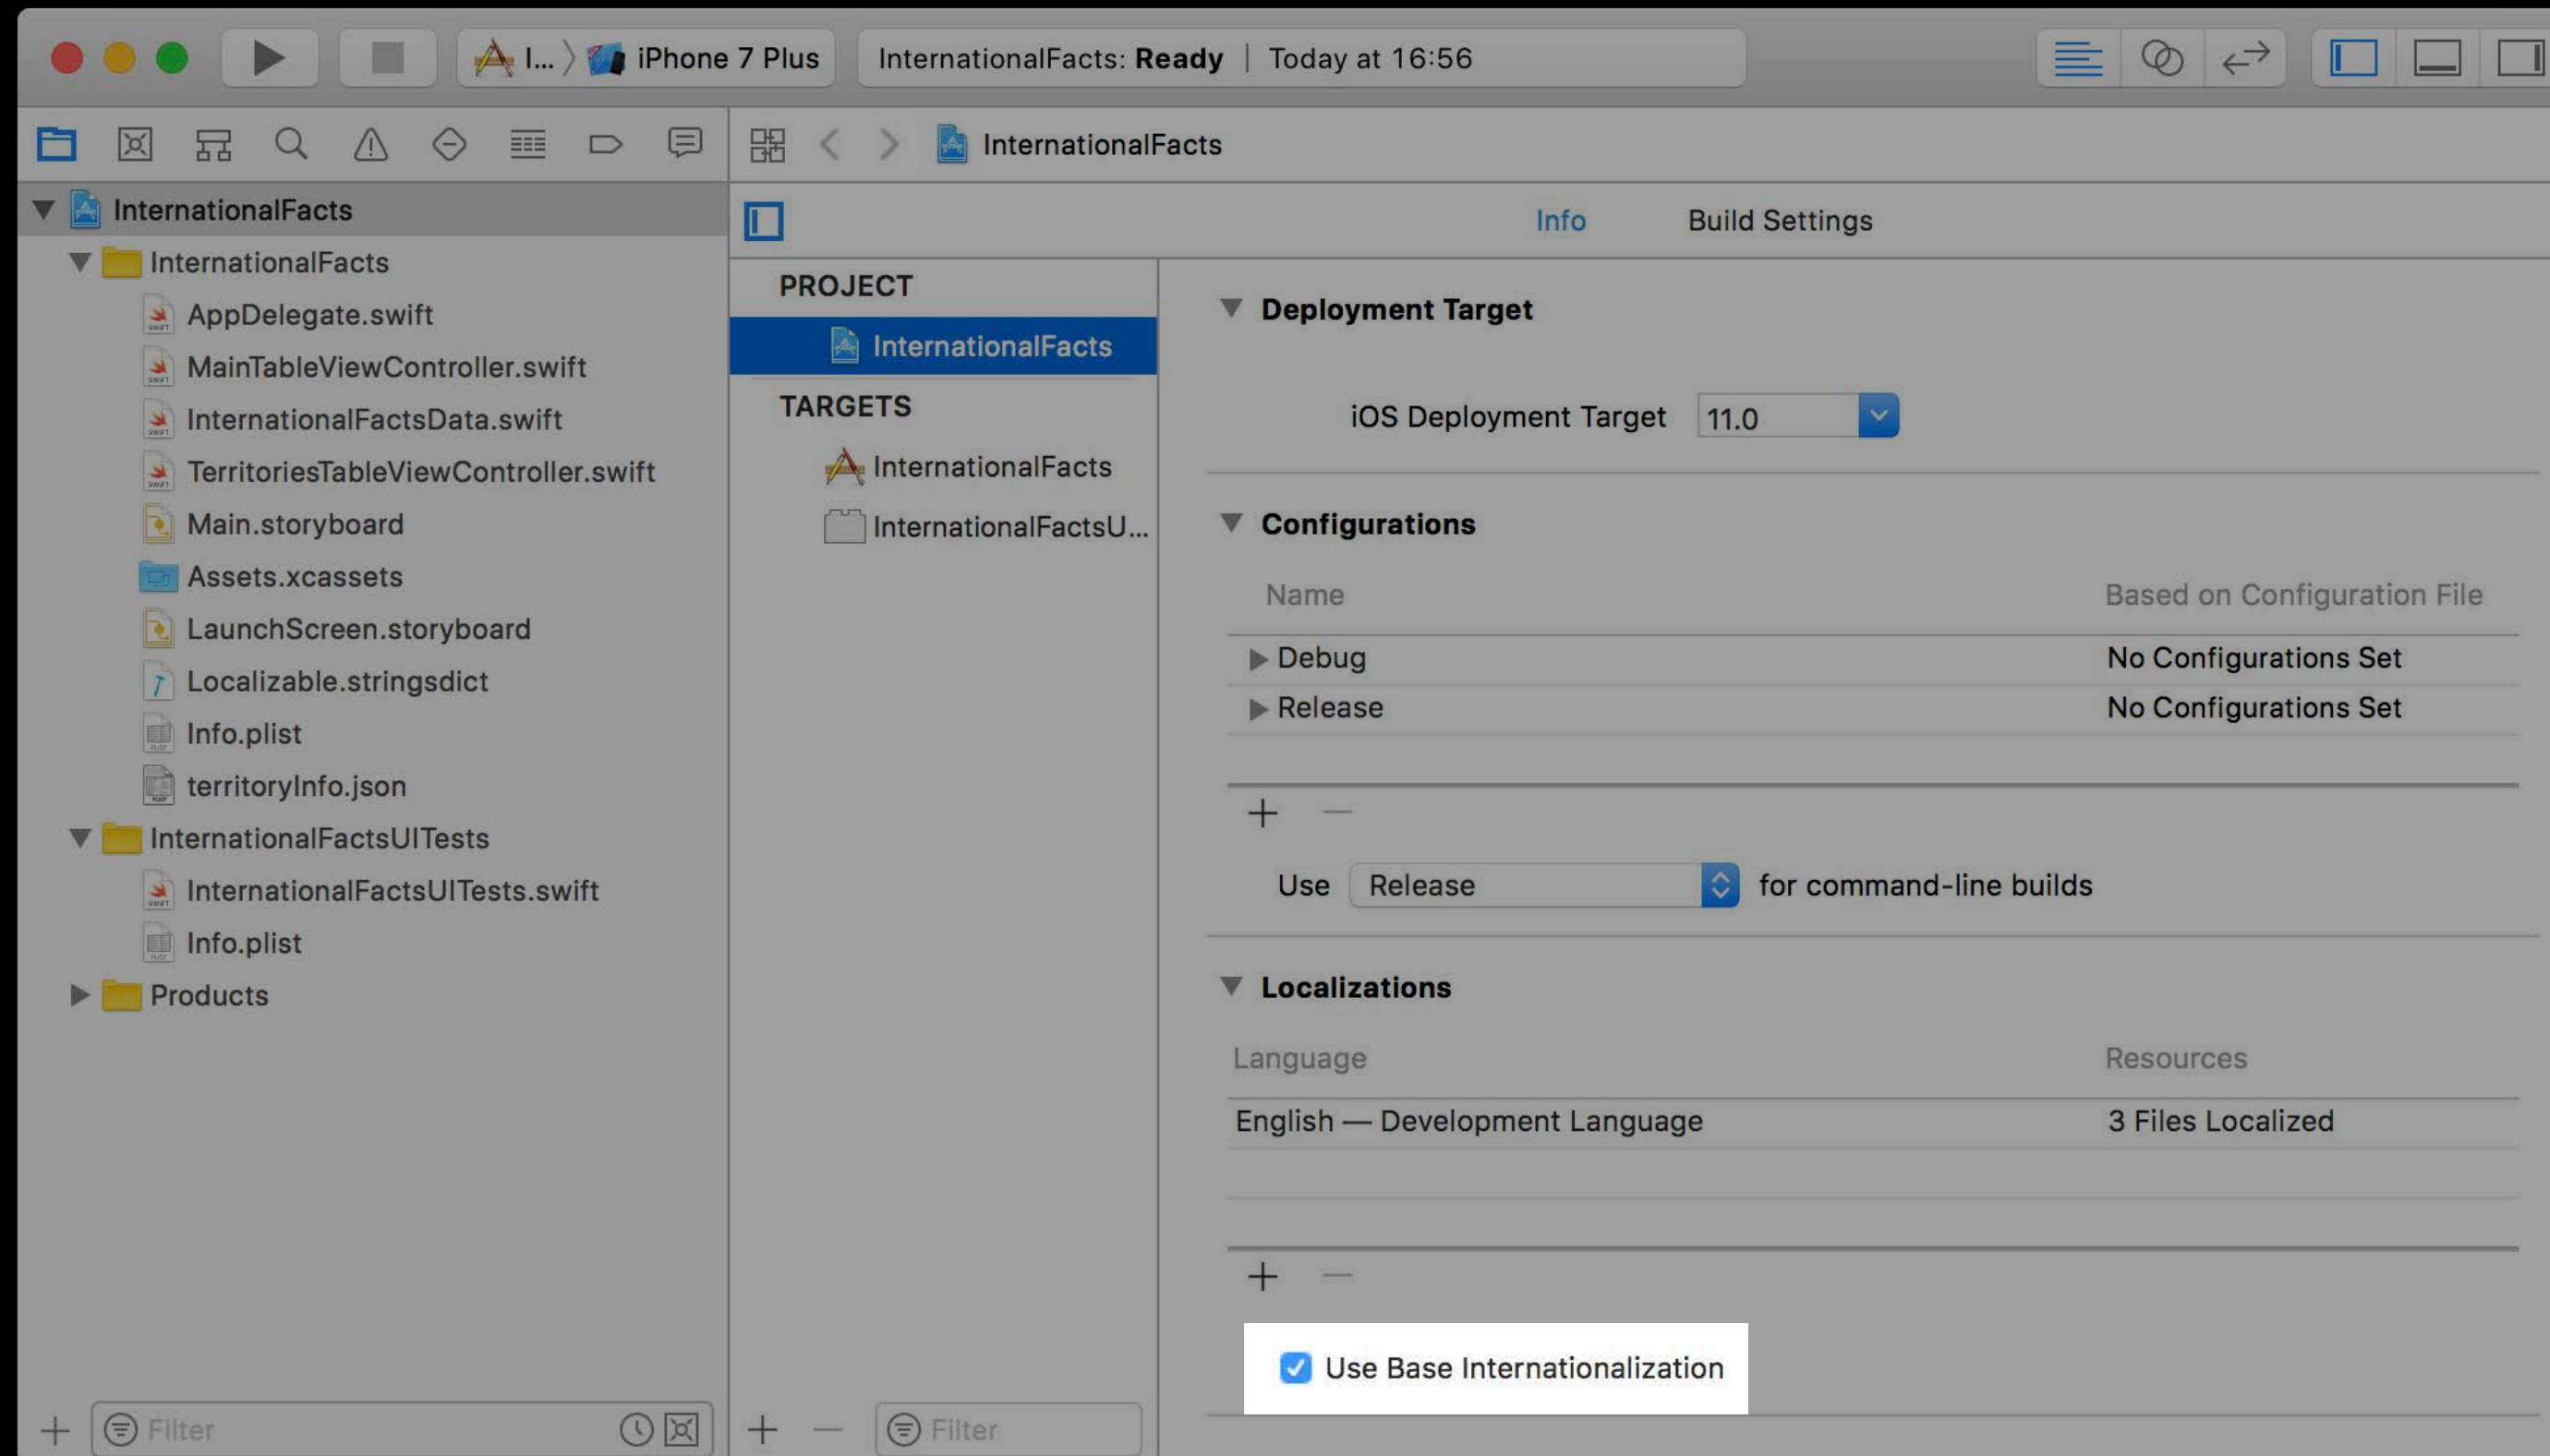 I... iPhone 7 Plus
InternationalFacts: Ready | Today at 16:56
InternationalFacts
InternationalFacts
InternationalFacts
AppDelegate.swift
MainTableViewController.swift
InternationalFactsData.swift
TerritoriesTableViewController.swift
Main.storyboard
Assets.xcassets
LaunchScreen.storyboard
Localizable.stringsdict
Info.plist
territoryInfo.json
InternationalFactsUITests
InternationalFactsUITests.swift
Info.plist
Products
Filter
Info Build Settings
PROJECT
InternationalFacts
TARGETS
InternationalFacts
InternationalFactsU...
Filter
Deployment Target
iOS Deployment Target 11.0
Configurations
Name Based on Configuration File
Debug No Configurations Set
Release No Configurations Set
Use Release for command-line builds
Localizations
Language Resources
English — Development Language 3 Files Localized
Use Base Internationalization